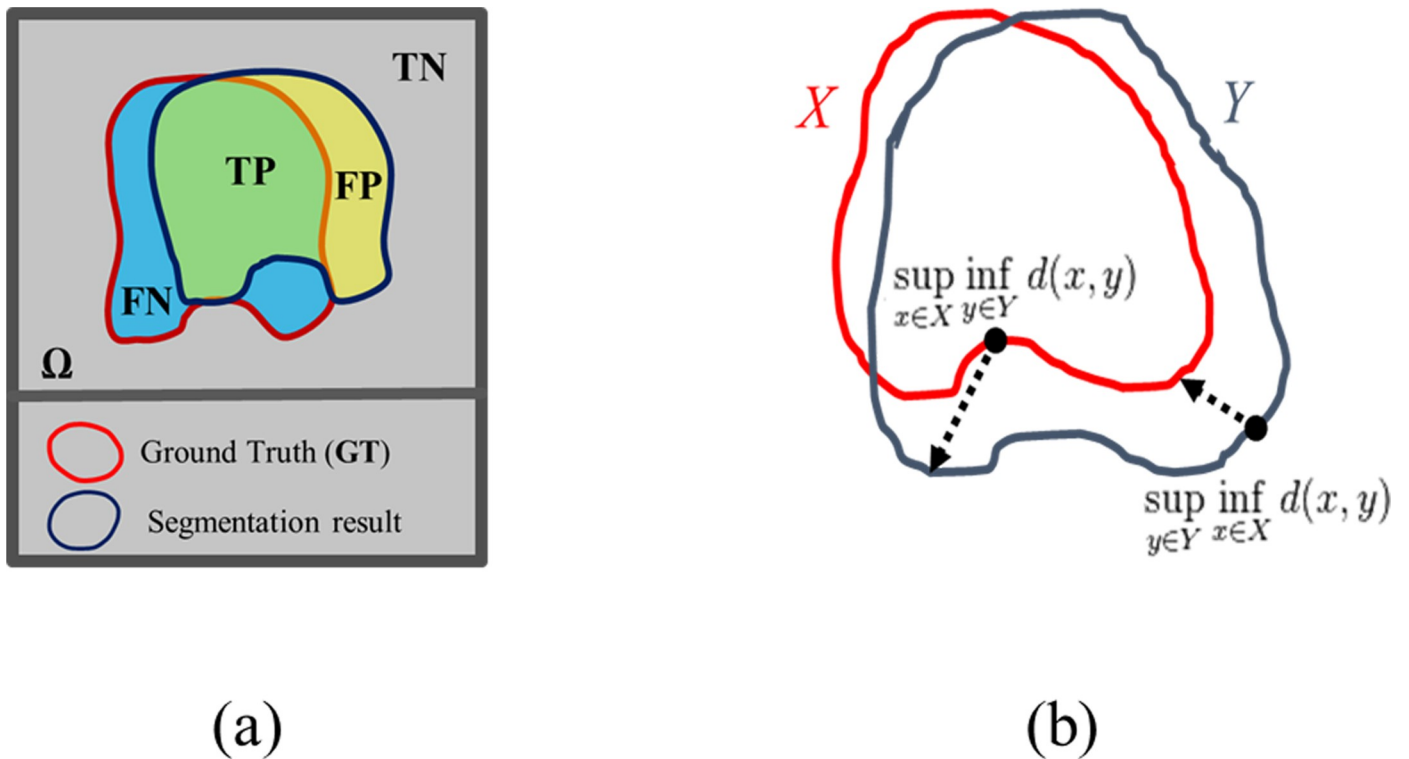 TN
TP
FP
FN
Ω
Ground Truth (GT)
Segmentation result
(a)
X
Y
sup inf d(x, y)
x∈X y∈Y
sup inf d(x, y)
y∈Y x∈X
(b)